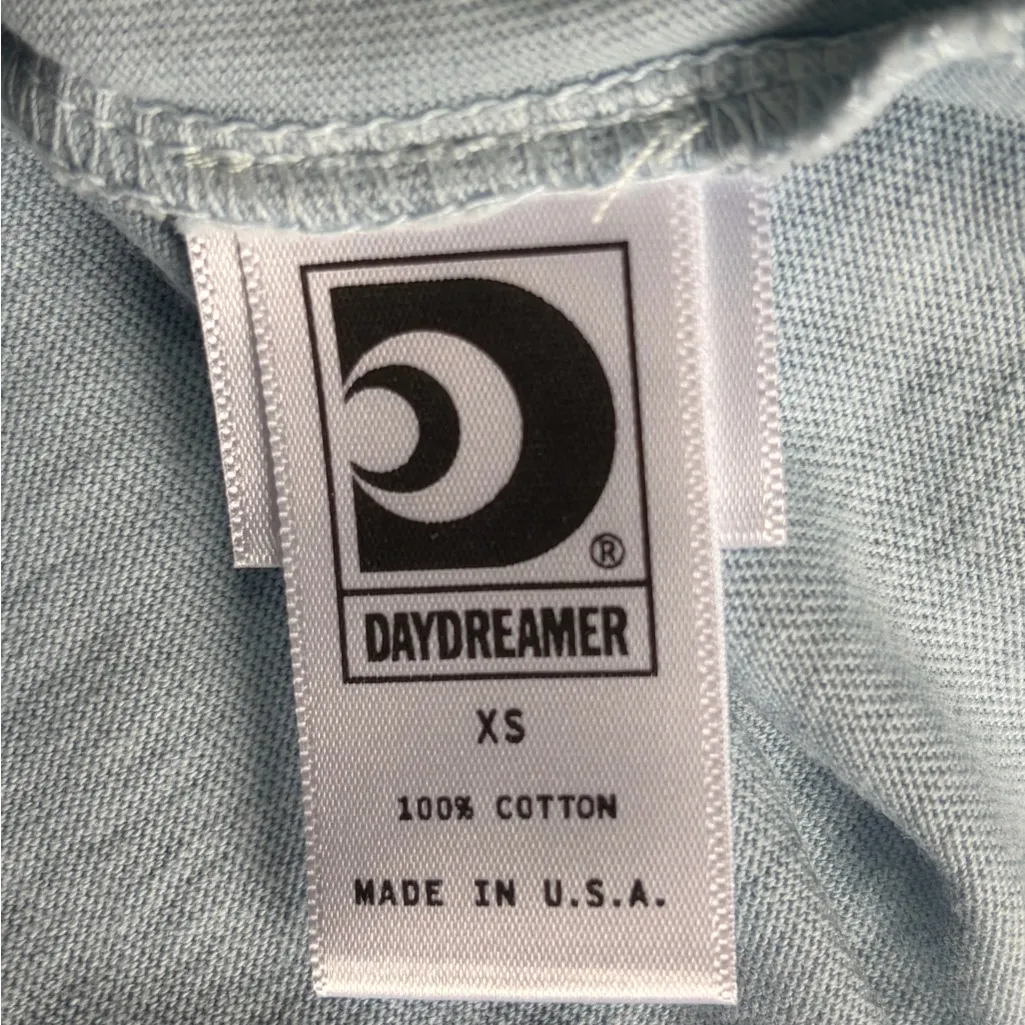 ®
DAYDREAMER
XS
100% COTTON
MADE IN U.S.A.